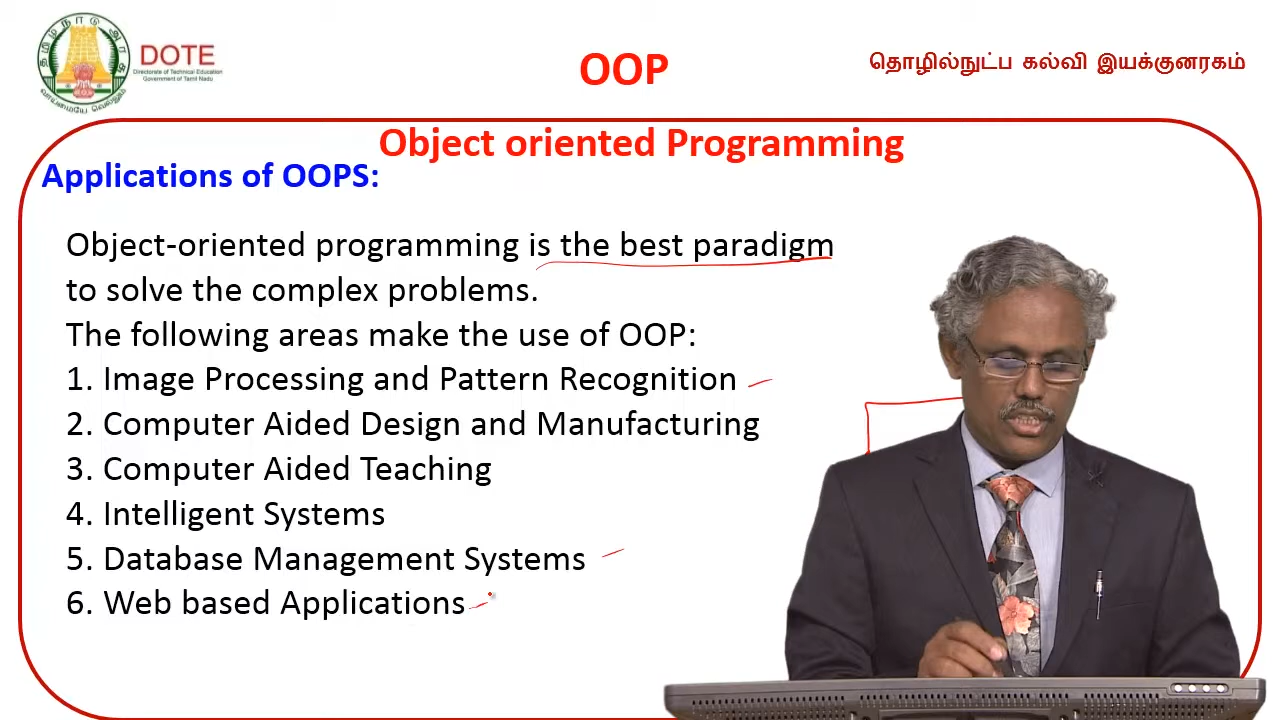 தமிழ்நாடு அரசு
வாய்மையே வெல்லும்
DOTE
Directorate of Technical Education
Government of Tamil Nadu
OOP
தொழில்நுட்ப கல்வி இயக்குனரகம்
Object oriented Programming
Applications of OOPS:
Object-oriented programming is the best paradigm
to solve the complex problems.
The following areas make the use of OOP:
1. Image Processing and Pattern Recognition
2. Computer Aided Design and Manufacturing
3. Computer Aided Teaching
4. Intelligent Systems
5. Database Management Systems
6. Web based Applications